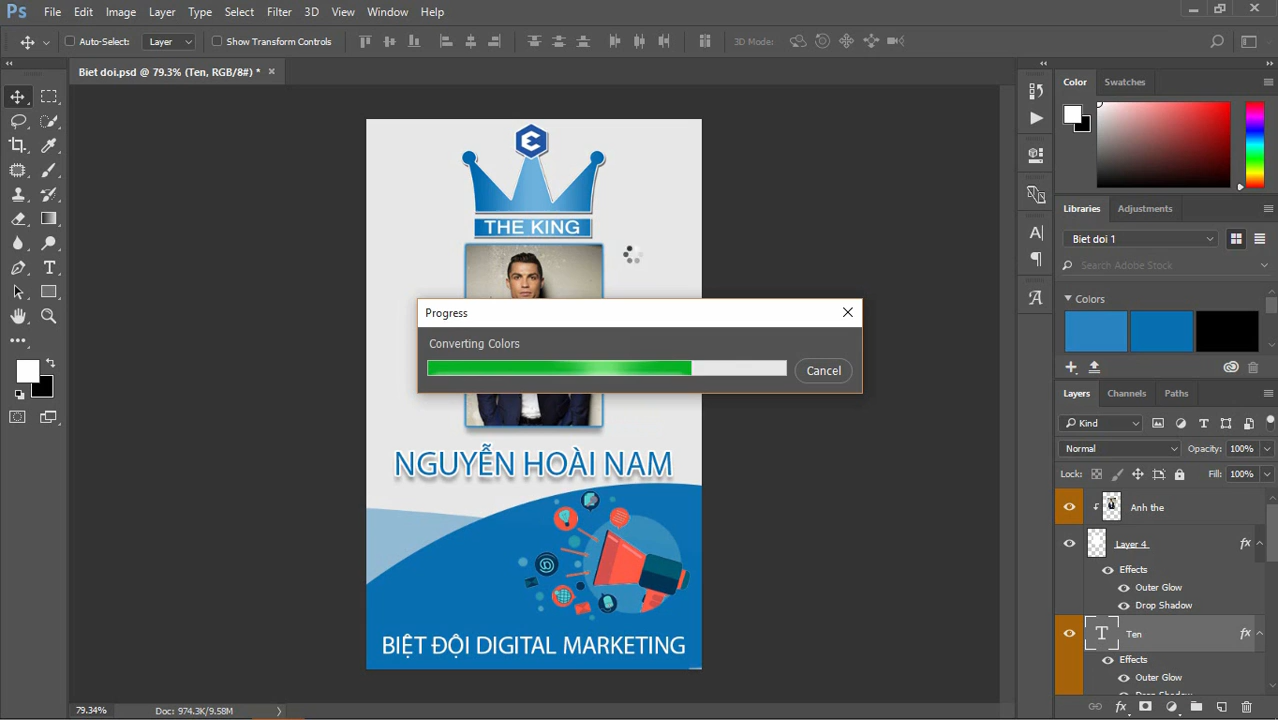 Ps File Edit Image Layer Type Select Filter 3D View Window Help
Auto-Select: Layer Show Transform Controls 3D Mode:
Biet doi.psd @ 79.3% (Ten, RGB/8#) *
THE KING
Progress
Converting Colors
Cancel
NGUYỄN HOÀI NAM
BIỆT ĐỘI DIGITAL MARKETING
79.34% Doc: 974.3K/9.58M
Color Swatches
Libraries Adjustments
Biet doi 1
Search Adobe Stock
Colors
Layers Channels Paths
Kind
Normal Opacity: 100%
Lock: Fill: 100%
Anh the
Layer 4 fx
Effects
Outer Glow
Drop Shadow
T Ten fx
Effects
Outer Glow
Drop Shadow